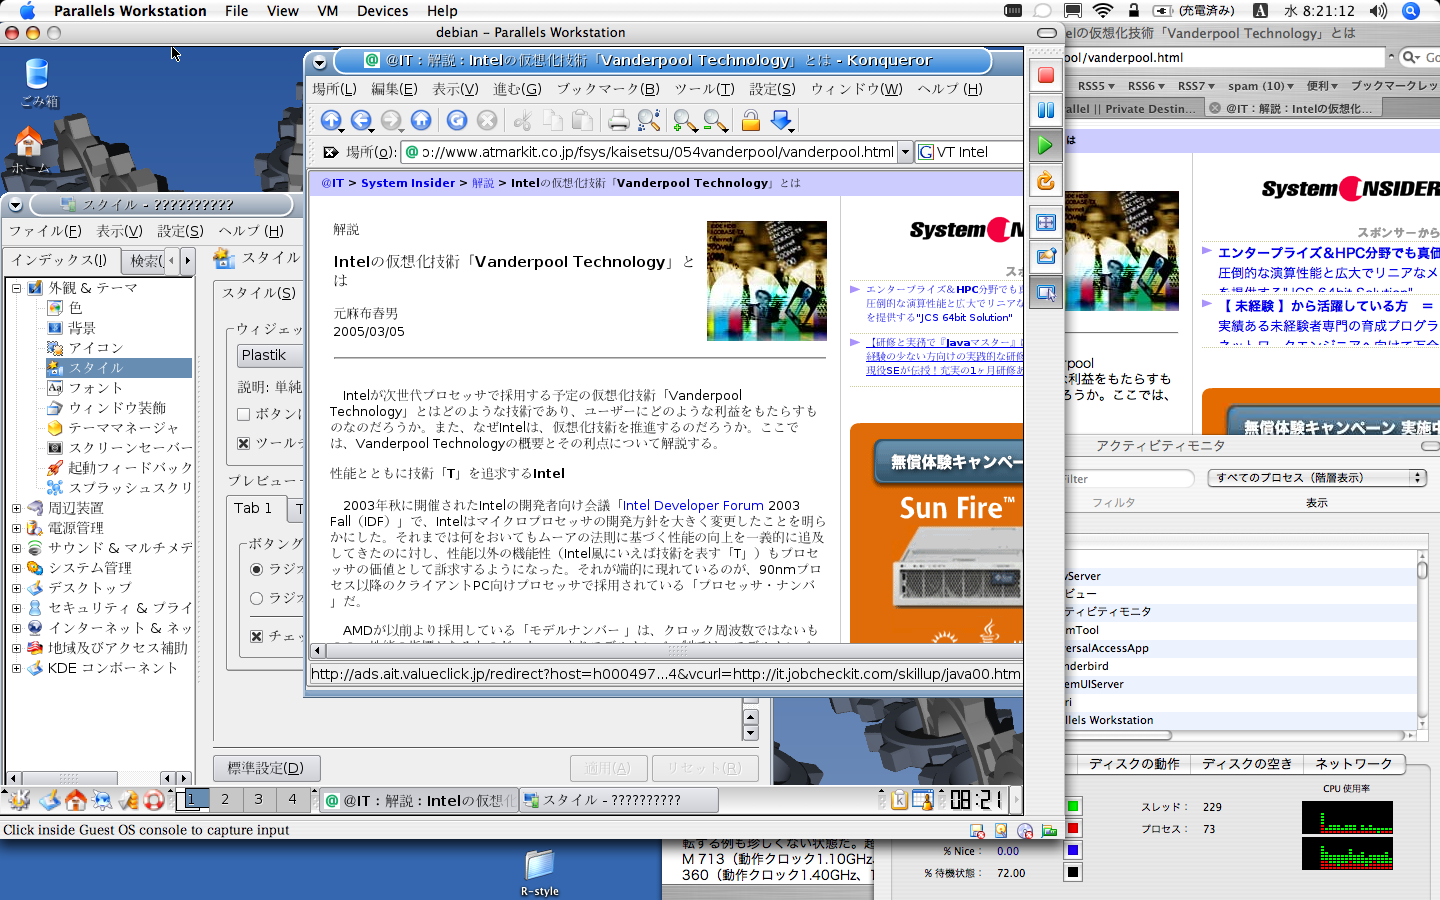 Parallels Workstation File View VM Devices Help
(充電済み) A 水 8:21:12
debian – Parallels Workstation
ごみ箱
ホーム
@IT：解説：Intelの仮想化技術「Vanderpool Technology」とは - Konqueror
場所(L) 編集(E) 表示(V) 進む(G) ブックマーク(B) ツール(T) 設定(S) ウィンドウ(W) ヘルプ (H)
場所(o): ɔ://www.atmarkit.co.jp/fsys/kaisetsu/054vanderpool/vanderpool.html
VT Intel
@IT > System Insider > 解説 > Intelの仮想化技術「Vanderpool Technology」とは
解説
Intelの仮想化技術「Vanderpool Technology」と
は
元麻布春男
2005/03/05
Intelが次世代プロセッサで採用する予定の仮想化技術「Vanderpool
Technology」とはどのような技術であり、ユーザーにどのような利益をもたらすも
のなのだろうか。また、なぜIntelは、仮想化技術を推進するのだろうか。ここで
は、Vanderpool Technologyの概要とその利点について解説する。
性能とともに技術「T」を追求するIntel
2003年秋に開催されたIntelの開発者向け会議「Intel Developer Forum 2003
Fall（IDF）」で、Intelはマイクロプロセッサの開発方針を大きく変更したことを明ら
かにした。それまでは何をおいてもムーアの法則に基づく性能の向上を一義的に追及
してきたのに対し、性能以外の機能性（Intel風にいえば技術を表す「T」）もプロセ
ッサの価値として訴求するようになった。それが端的に現れているのが、90nmプロ
セス以降のクライアントPC向けプロセッサで採用されている「プロセッサ・ナンバ
」だ。
AMDが以前より採用している「モデルナンバー」は、クロック周波数ではないも
System IN
スポ
エンタープライズ＆HPC分野でも真
圧倒的な演算性能と広大でリニアな
を提供する"JCS 64bit Solution"
【研修と実務で『Javaマスター』に
経験の少ない方向けの実践的な研修
現役SEが伝授！充実の1ヶ月研修あ
無償体験キャンペー
Sun Fire™
http://ads.ait.valueclick.jp/redirect?host=h000497...4&vcurl=http://it.jobcheckit.com/skillup/java00.htm
スタイル - ??????????
ファイル(F) 表示(V) 設定(S) ヘルプ (H)
インデックス(I) 検索(
外観 & テーマ
色
背景
アイコン
スタイル
フォント
ウィンドウ装飾
テーママネージャ
スクリーンセーバー
起動フィードバック
スプラッシュスクリ
周辺装置
電源管理
サウンド & マルチメデ
システム管理
デスクトップ
セキュリティ & プライ
インターネット & ネッ
地域及びアクセス補助
KDE コンポーネント
スタイル
スタイル(S)
ウィジェッ
Plastik
説明: 単純
ボタンに
ツールチ
プレビュー
Tab 1 T
ボタング
ラジオ
ラジオ
チェッ
標準設定(D) 適用(A) リセット(R)
1 2 3 4
@IT：解説：Intelの仮想化 スタイル - ?????????? 08:21
Click inside Guest OS console to capture input
R-style
elの仮想化技術「Vanderpool Technology」とは
ool/vanderpool.html
Go
RSS5 RSS6 RSS7 spam (10) 便利 ブックマークレッ
rallel || Private Destin... @IT：解説：Intelの仮想化...
は
System INSIDER
スポンサーから
エンタープライズ＆HPC分野でも真価
圧倒的な演算性能と広大でリニアなメ
を提供する"JCS 64bit Solution"
【 未経験 】から活躍している方 ＝
実績ある未経験者専門の育成プログラ
ネットワークエンジニアへ向けて万全
rpool
な利益をもたらすも
ろうか。ここでは、
無償体験キャンペーン 実施中
アクティビティモニタ
Filter
すべてのプロセス（階層表示）
フィルタ 表示
wServer
ビュー
ティビティモニタ
mTool
ersalAccessApp
nderbird
emUIServer
ri
llels Workstation
ディスクの動作 ディスクの空き ネットワーク
CPU 使用率
スレッド： 229
プロセス： 73
% Nice： 0.00
% 待機状態： 72.00
転する例も珍しくない状態だ。超
M 713（動作クロック1.10GHz、
360（動作クロック1.40GHz、1